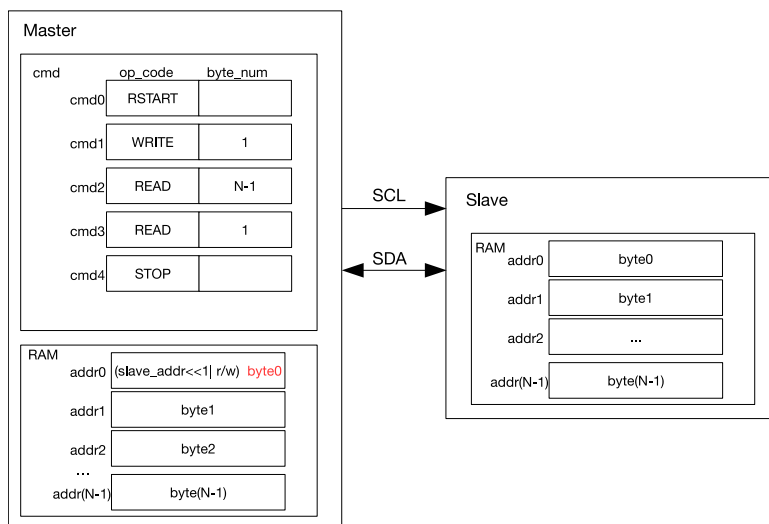 Master
cmd op_code byte_num
cmd0 RSTART
cmd1 WRITE 1
cmd2 READ N-1
cmd3 READ 1
cmd4 STOP
RAM
addr0 (slave_addr<<1| r/w) byte0
addr1 byte1
addr2 byte2
...
addr(N-1) byte(N-1)
SCL
SDA
Slave
RAM
addr0 byte0
addr1 byte1
addr2 ...
addr(N-1) byte(N-1)